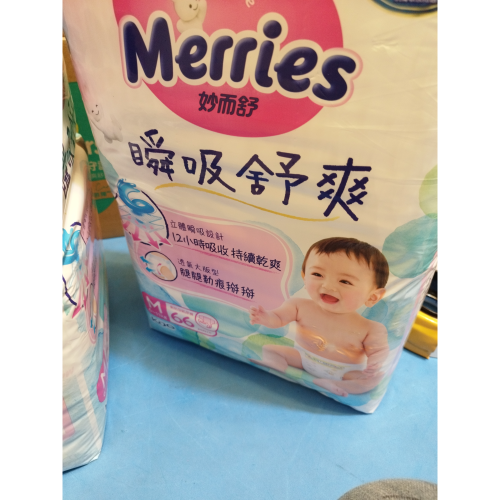 Merries
妙而舒
瞬吸舒爽
立體瞬吸設計
12小時吸收 持續乾爽
透氣大版型
腿腿勒痕掰掰
M 66